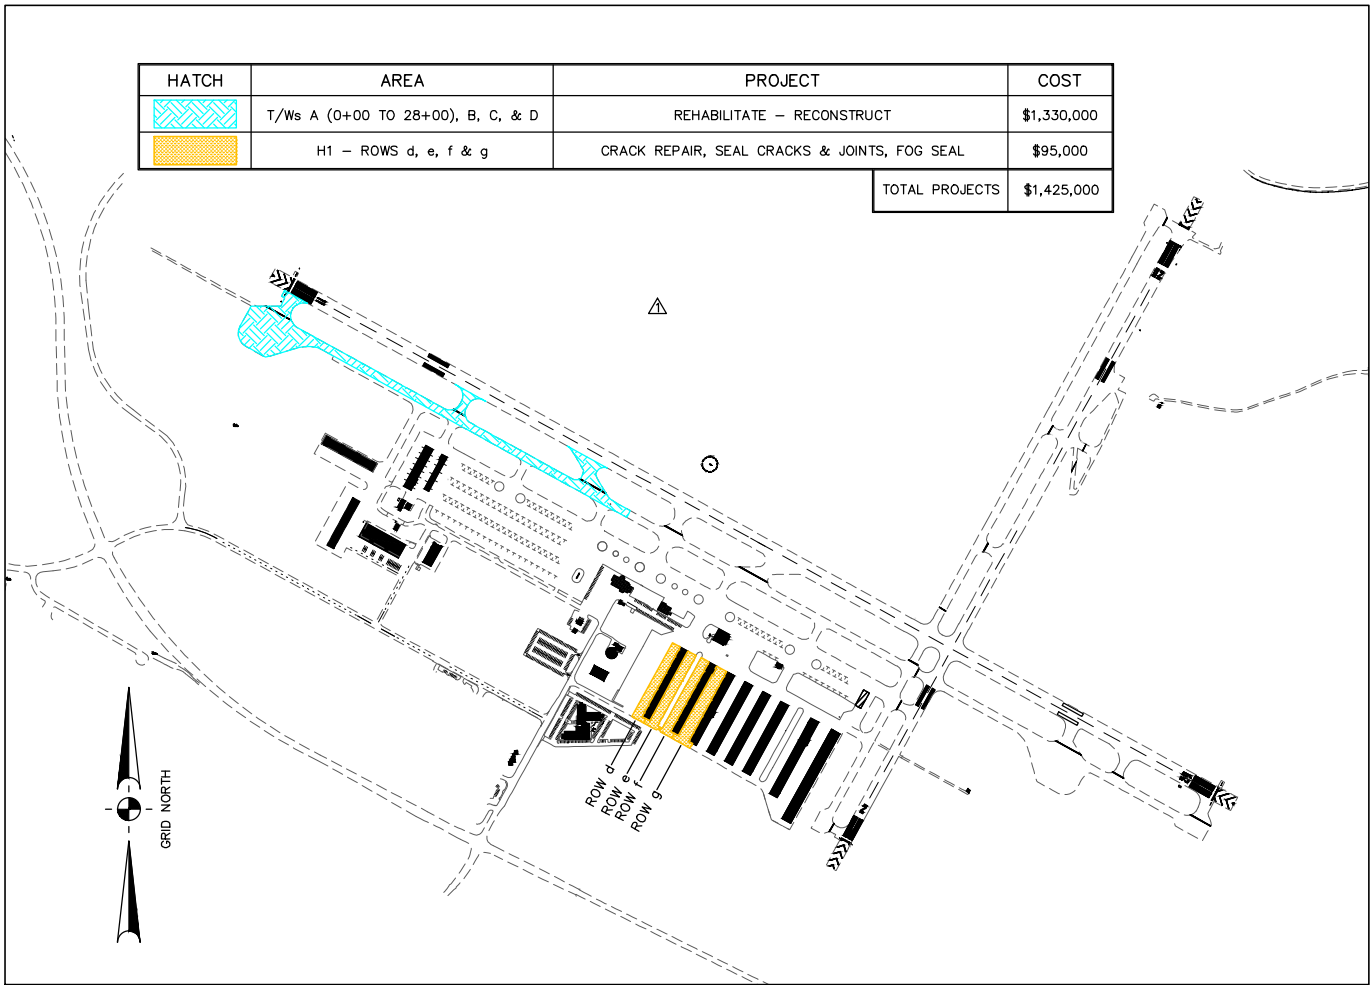 HATCH AREA PROJECT COST
T/Ws A (0+00 TO 28+00), B, C, & D REHABILITATE – RECONSTRUCT $1,330,000
H1 – ROWS d, e, f & g CRACK REPAIR, SEAL CRACKS & JOINTS, FOG SEAL $95,000
TOTAL PROJECTS $1,425,000
1
ROW d
ROW e
ROW f
ROW g
GRID NORTH